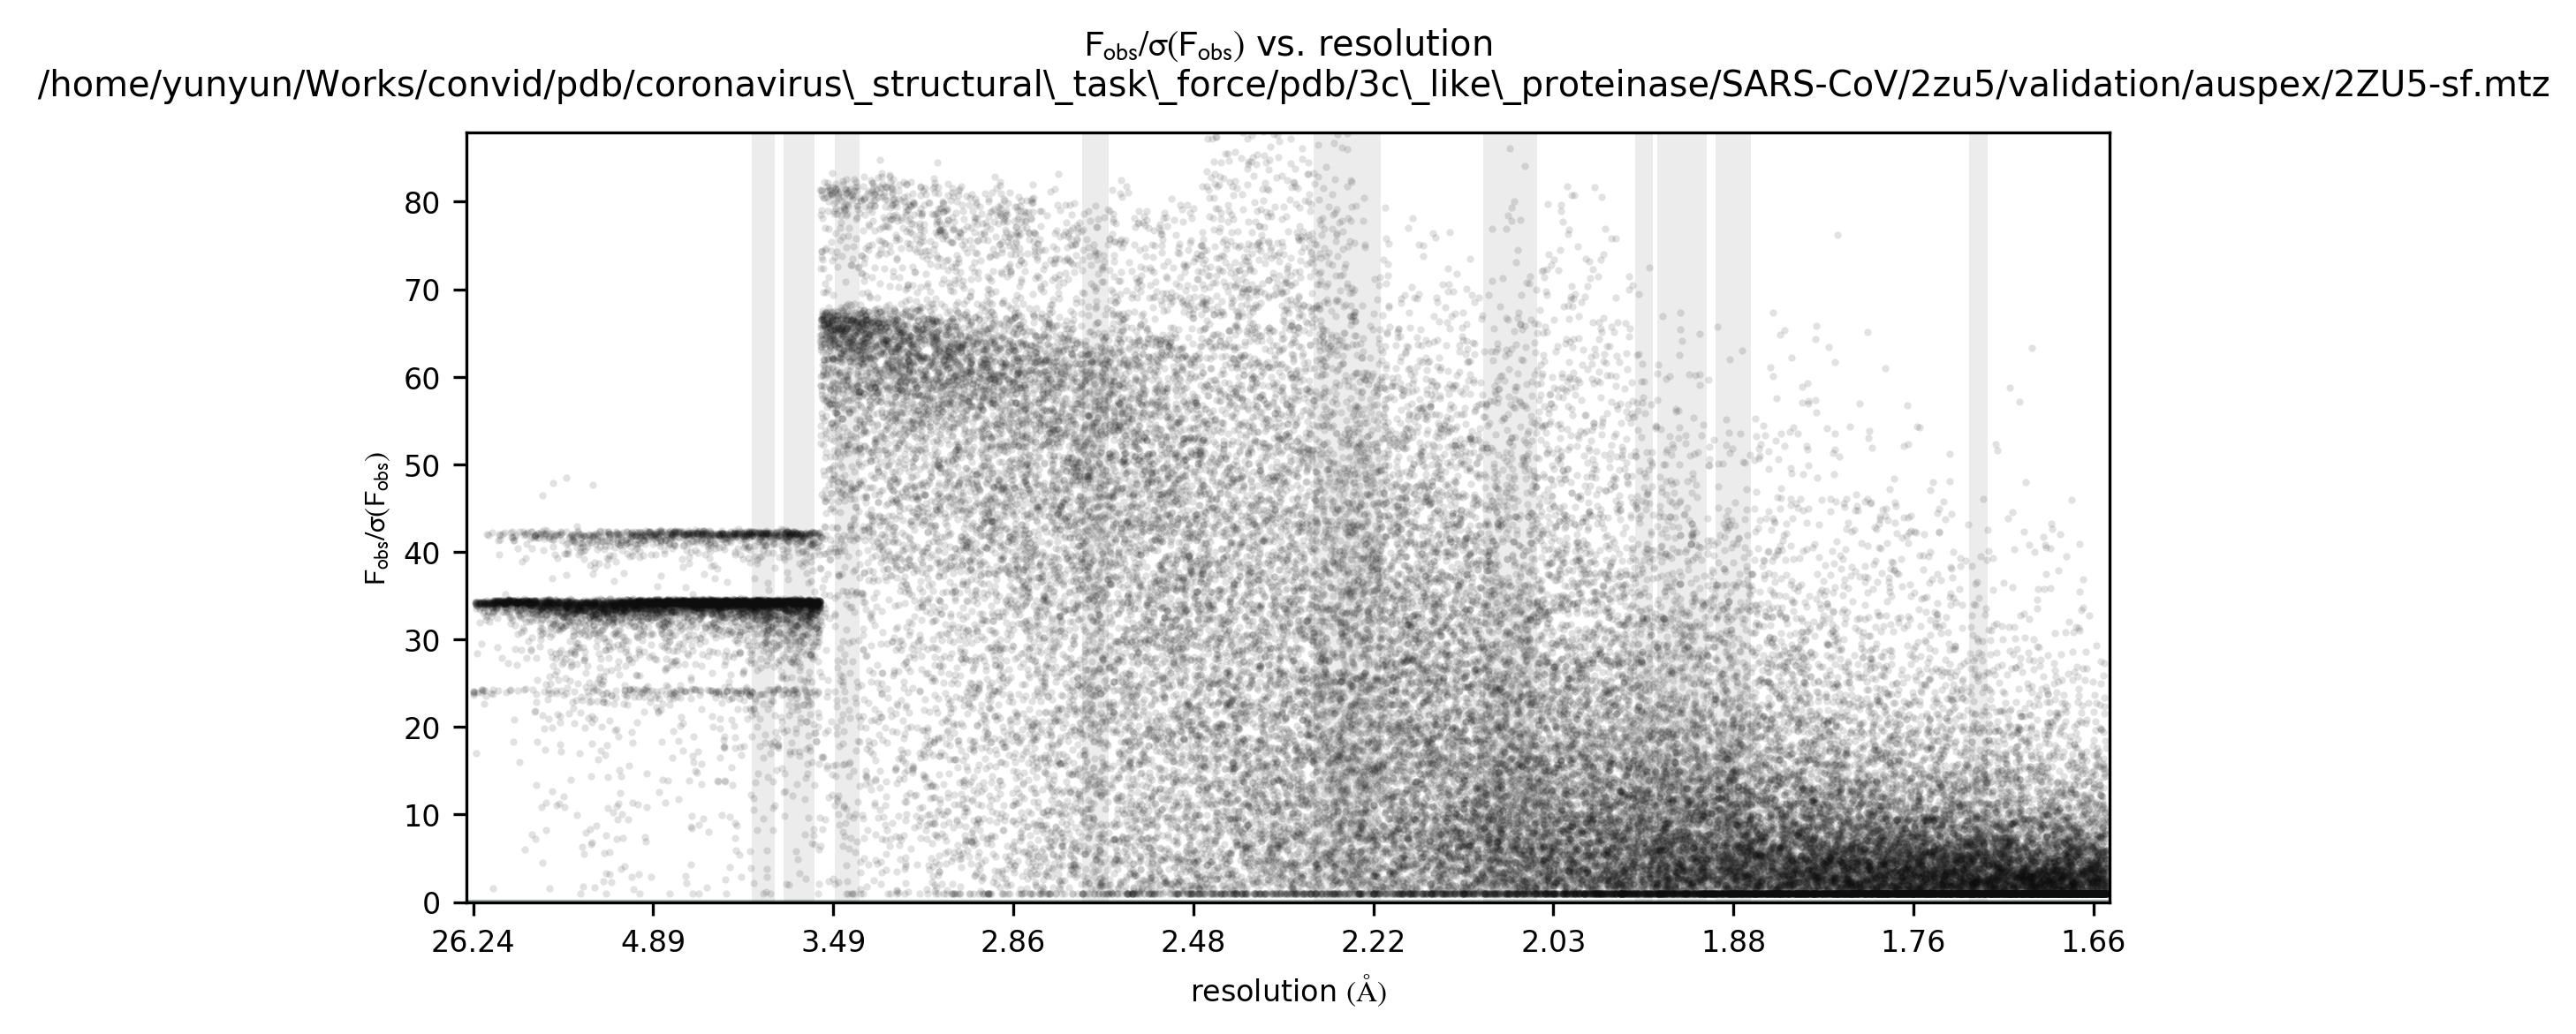 Fobs/σ(Fobs) vs. resolution
/home/yunyun/Works/convid/pdb/coronavirus\_structural\_task\_force/pdb/3c\_like\_proteinase/SARS-CoV/2zu5/validation/auspex/2ZU5-sf.mtz
Fobs/σ(Fobs)
80
70
60
50
40
30
20
10
0
26.24 4.89 3.49 2.86 2.48 2.22 2.03 1.88 1.76 1.66
resolution (Å)